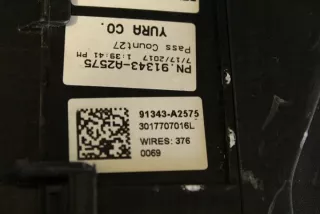 YURA CO.
Pass Count27
7/17/2017 1:39:41 PM
PN.91343-A2575
91343-A2575
3017707016L
WIRES: 376
0069